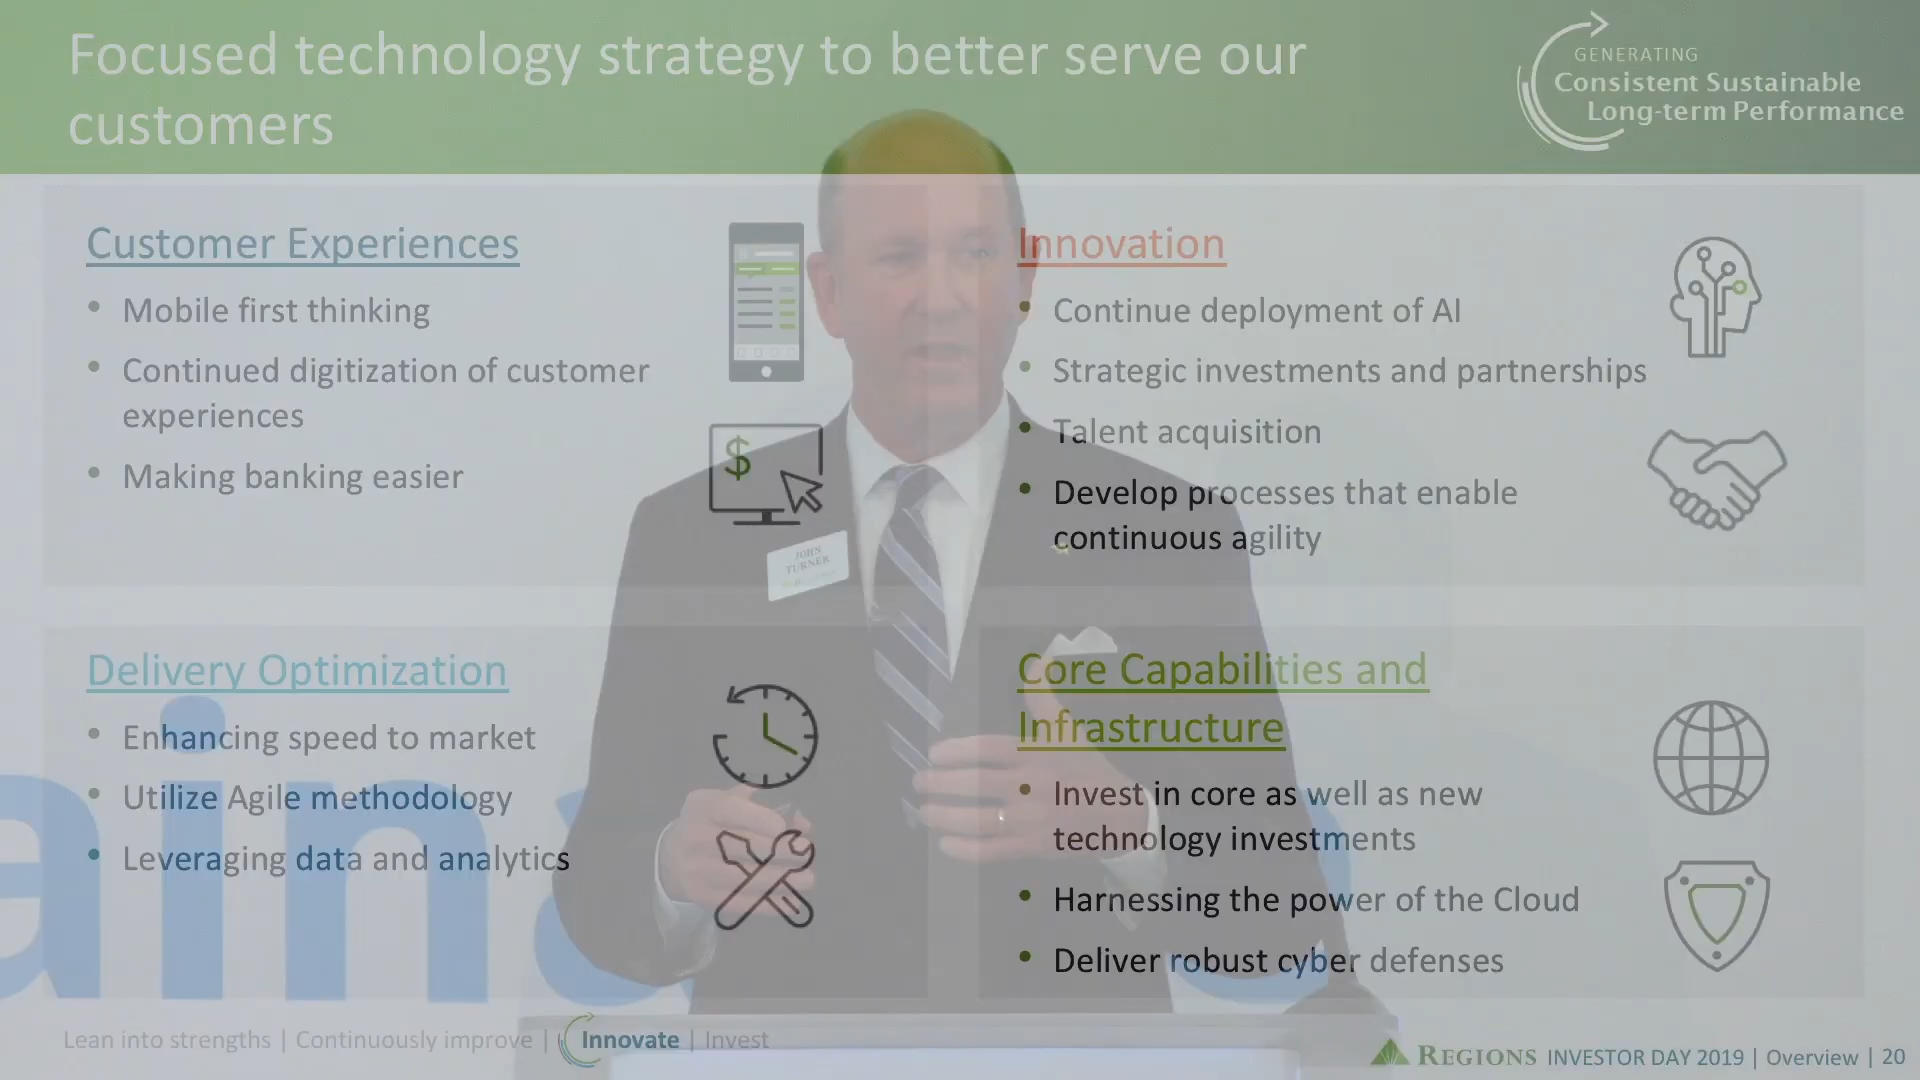 Focused technology strategy to better serve our
customers
GENERATING
Consistent Sustainable
Long-term Performance
Customer Experiences
• Mobile first thinking
• Continued digitization of customer
experiences
• Making banking easier
$
Innovation
• Continue deployment of AI
• Strategic investments and partnerships
• Talent acquisition
• Develop processes that enable
continuous agility
JOHN
TURNER
Delivery Optimization
• Enhancing speed to market
• Utilize Agile methodology
• Leveraging data and analytics
Core Capabilities and
Infrastructure
• Invest in core as well as new
technology investments
• Harnessing the power of the Cloud
• Deliver robust cyber defenses
aina
Lean into strengths | Continuously improve | Innovate | Invest
REGIONS INVESTOR DAY 2019 | Overview | 20